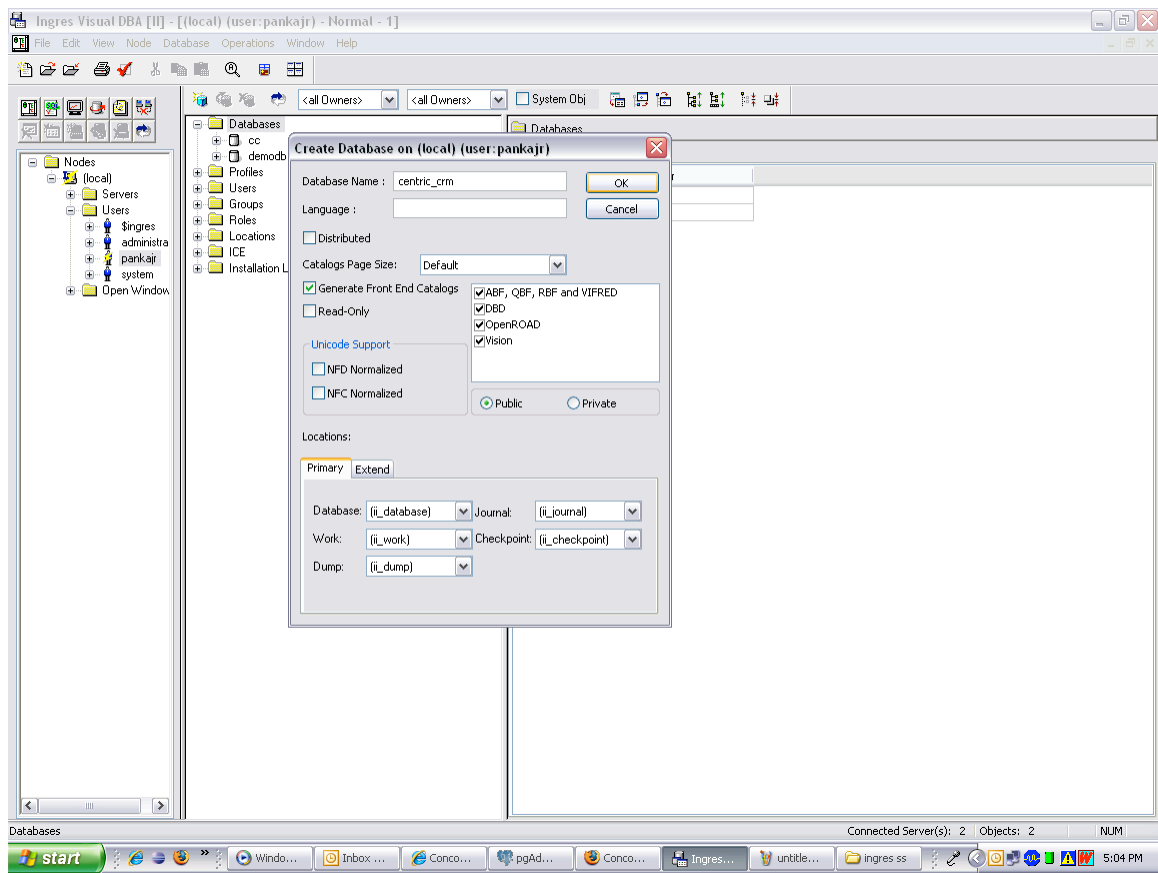 Ingres Visual DBA [II] - [(local) (user:pankajr) - Normal - 1]
File Edit View Node Database Operations Window Help
<all Owners> <all Owners> System Obj
Nodes
(local)
Servers
Users
$ingres
administra
pankajr
system
Open Window
Databases
cc
demodb
Profiles
Users
Groups
Roles
Locations
ICE
Installation L
Databases
r
Create Database on (local) (user:pankajr)
Database Name : centric_crm OK
Language : Cancel
Distributed
Catalogs Page Size: Default
Generate Front End Catalogs
ABF, QBF, RBF and VIFRED
DBD
OpenROAD
Vision
Read-Only
Unicode Support
NFD Normalized
NFC Normalized
Public Private
Locations:
Primary Extend
Database: (ii_database) Journal: (ii_journal)
Work: (ii_work) Checkpoint: (ii_checkpoint)
Dump: (ii_dump)
Databases Connected Server(s): 2 Objects: 2 NUM
start Windo... Inbox ... Conco... pgAd... Conco... Ingres... untitle... ingres ss 5:04 PM